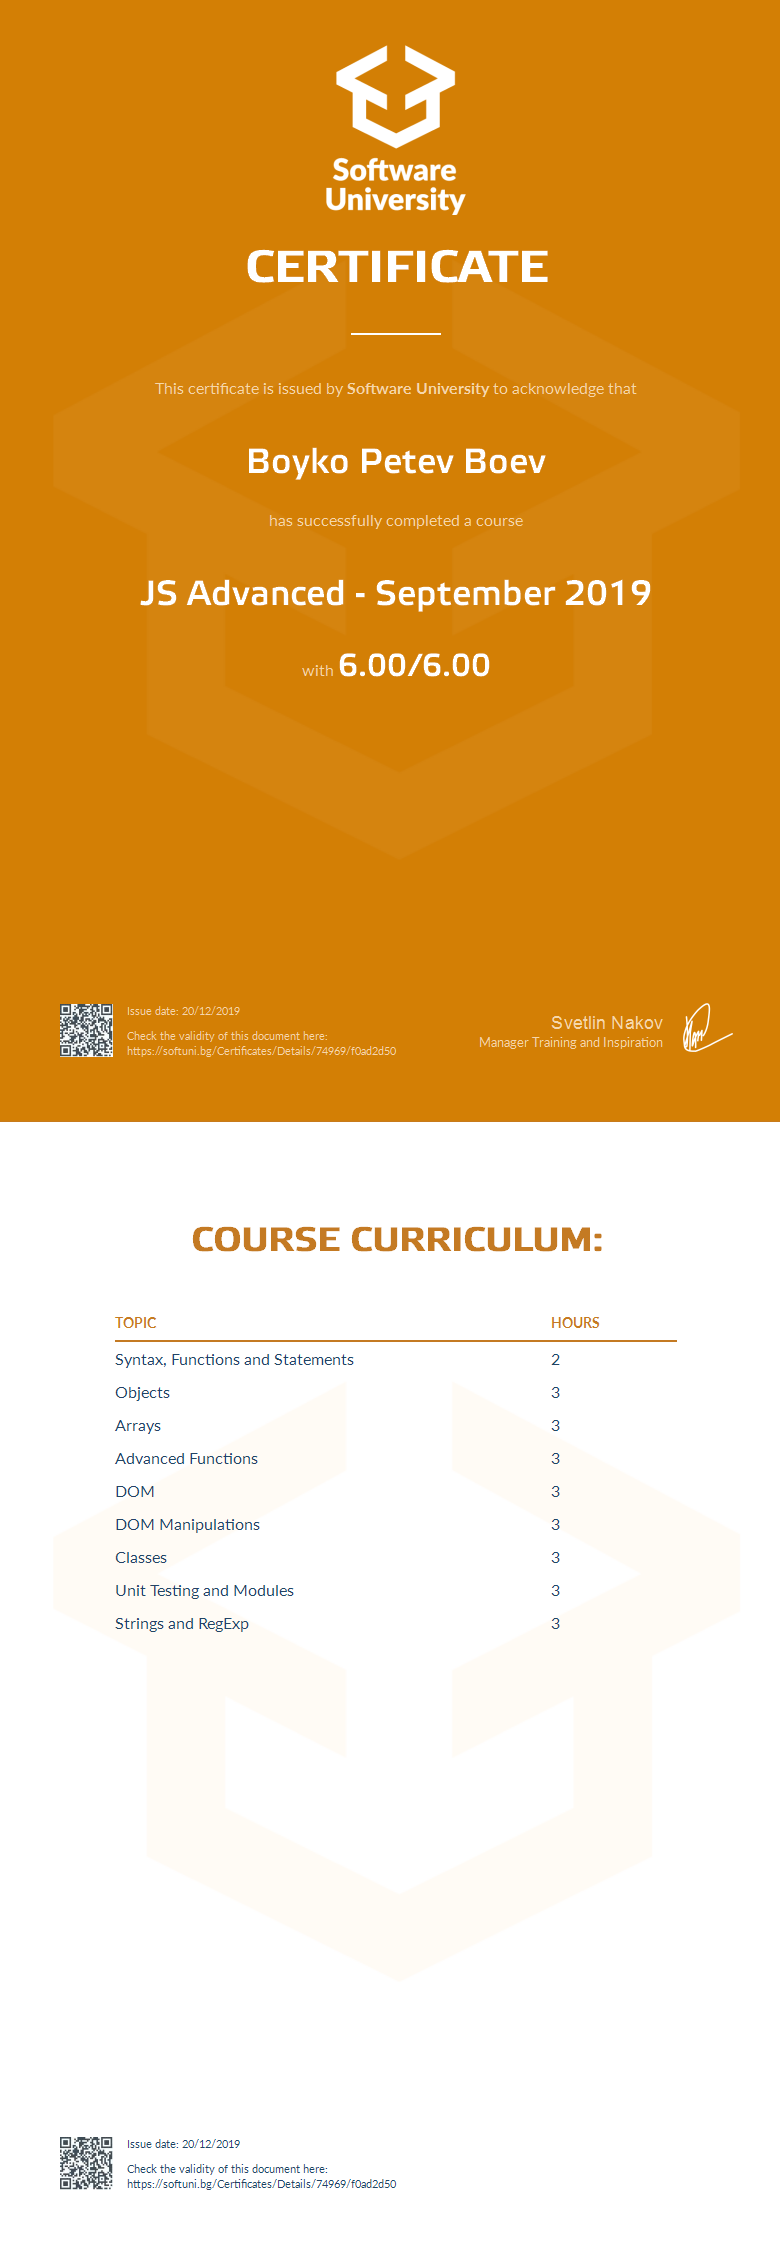 Software
University
CERTIFICATE
This certificate is issued by Software University to acknowledge that
Boyko Petev Boev
has successfully completed a course
JS Advanced - September 2019
with 6.00/6.00
Issue date: 20/12/2019
Check the validity of this document here:
https://softuni.bg/Certificates/Details/74969/f0ad2d50
Svetlin Nakov
Manager Training and Inspiration
COURSE CURRICULUM:
TOPIC HOURS
Syntax, Functions and Statements 2
Objects 3
Arrays 3
Advanced Functions 3
DOM 3
DOM Manipulations 3
Classes 3
Unit Testing and Modules 3
Strings and RegExp 3
Issue date: 20/12/2019
Check the validity of this document here:
https://softuni.bg/Certificates/Details/74969/f0ad2d50